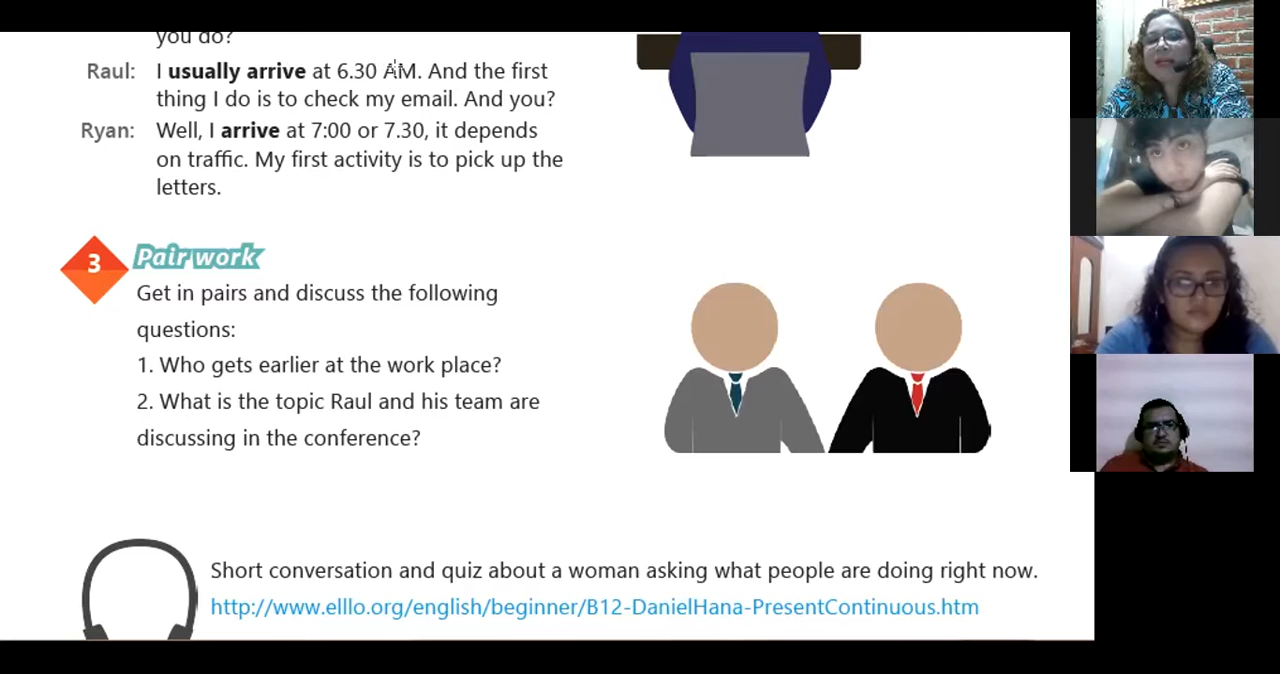 you do?
Raul: I usually arrive at 6.30 AM. And the first
thing I do is to check my email. And you?
Ryan: Well, I arrive at 7:00 or 7.30, it depends
on traffic. My first activity is to pick up the
letters.
3 Pair work
Get in pairs and discuss the following
questions:
1. Who gets earlier at the work place?
2. What is the topic Raul and his team are
discussing in the conference?
Short conversation and quiz about a woman asking what people are doing right now.
http://www.elllo.org/english/beginner/B12-DanielHana-PresentContinuous.htm